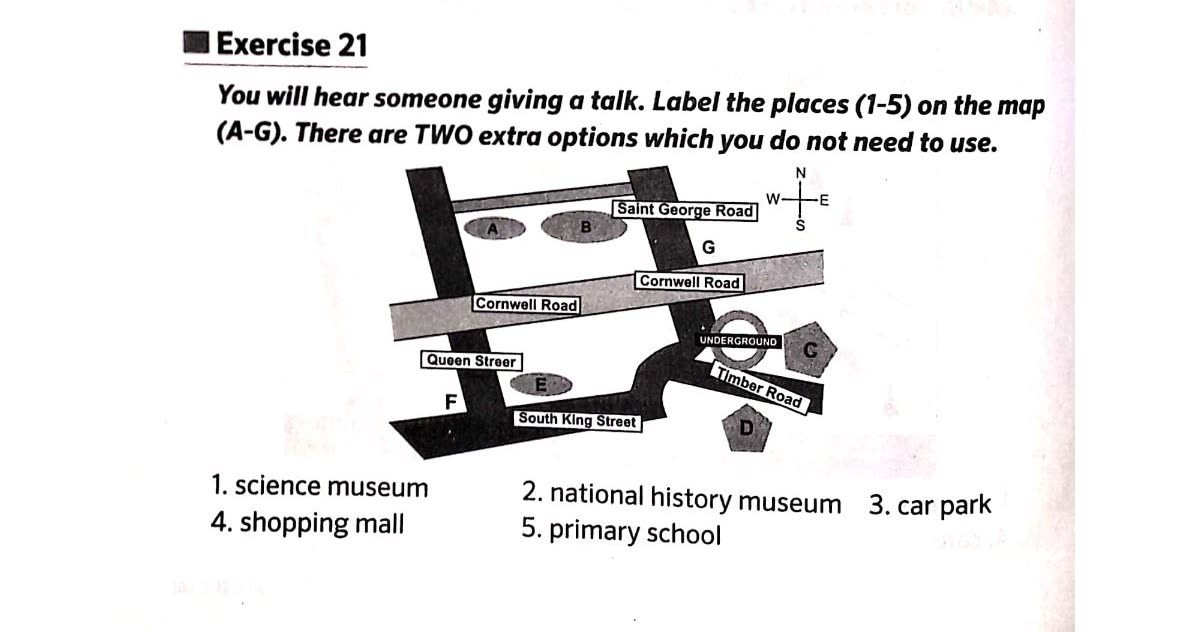 Exercise 21
You will hear someone giving a talk. Label the places (1-5) on the map
(A-G). There are TWO extra options which you do not need to use.
N
W E
S
Saint George Road
A
B
G
Cornwell Road
Cornwell Road
UNDERGROUND
C
Queen Streer
Timber Road
E
F
South King Street
D
1. science museum 2. national history museum 3. car park
4. shopping mall 5. primary school